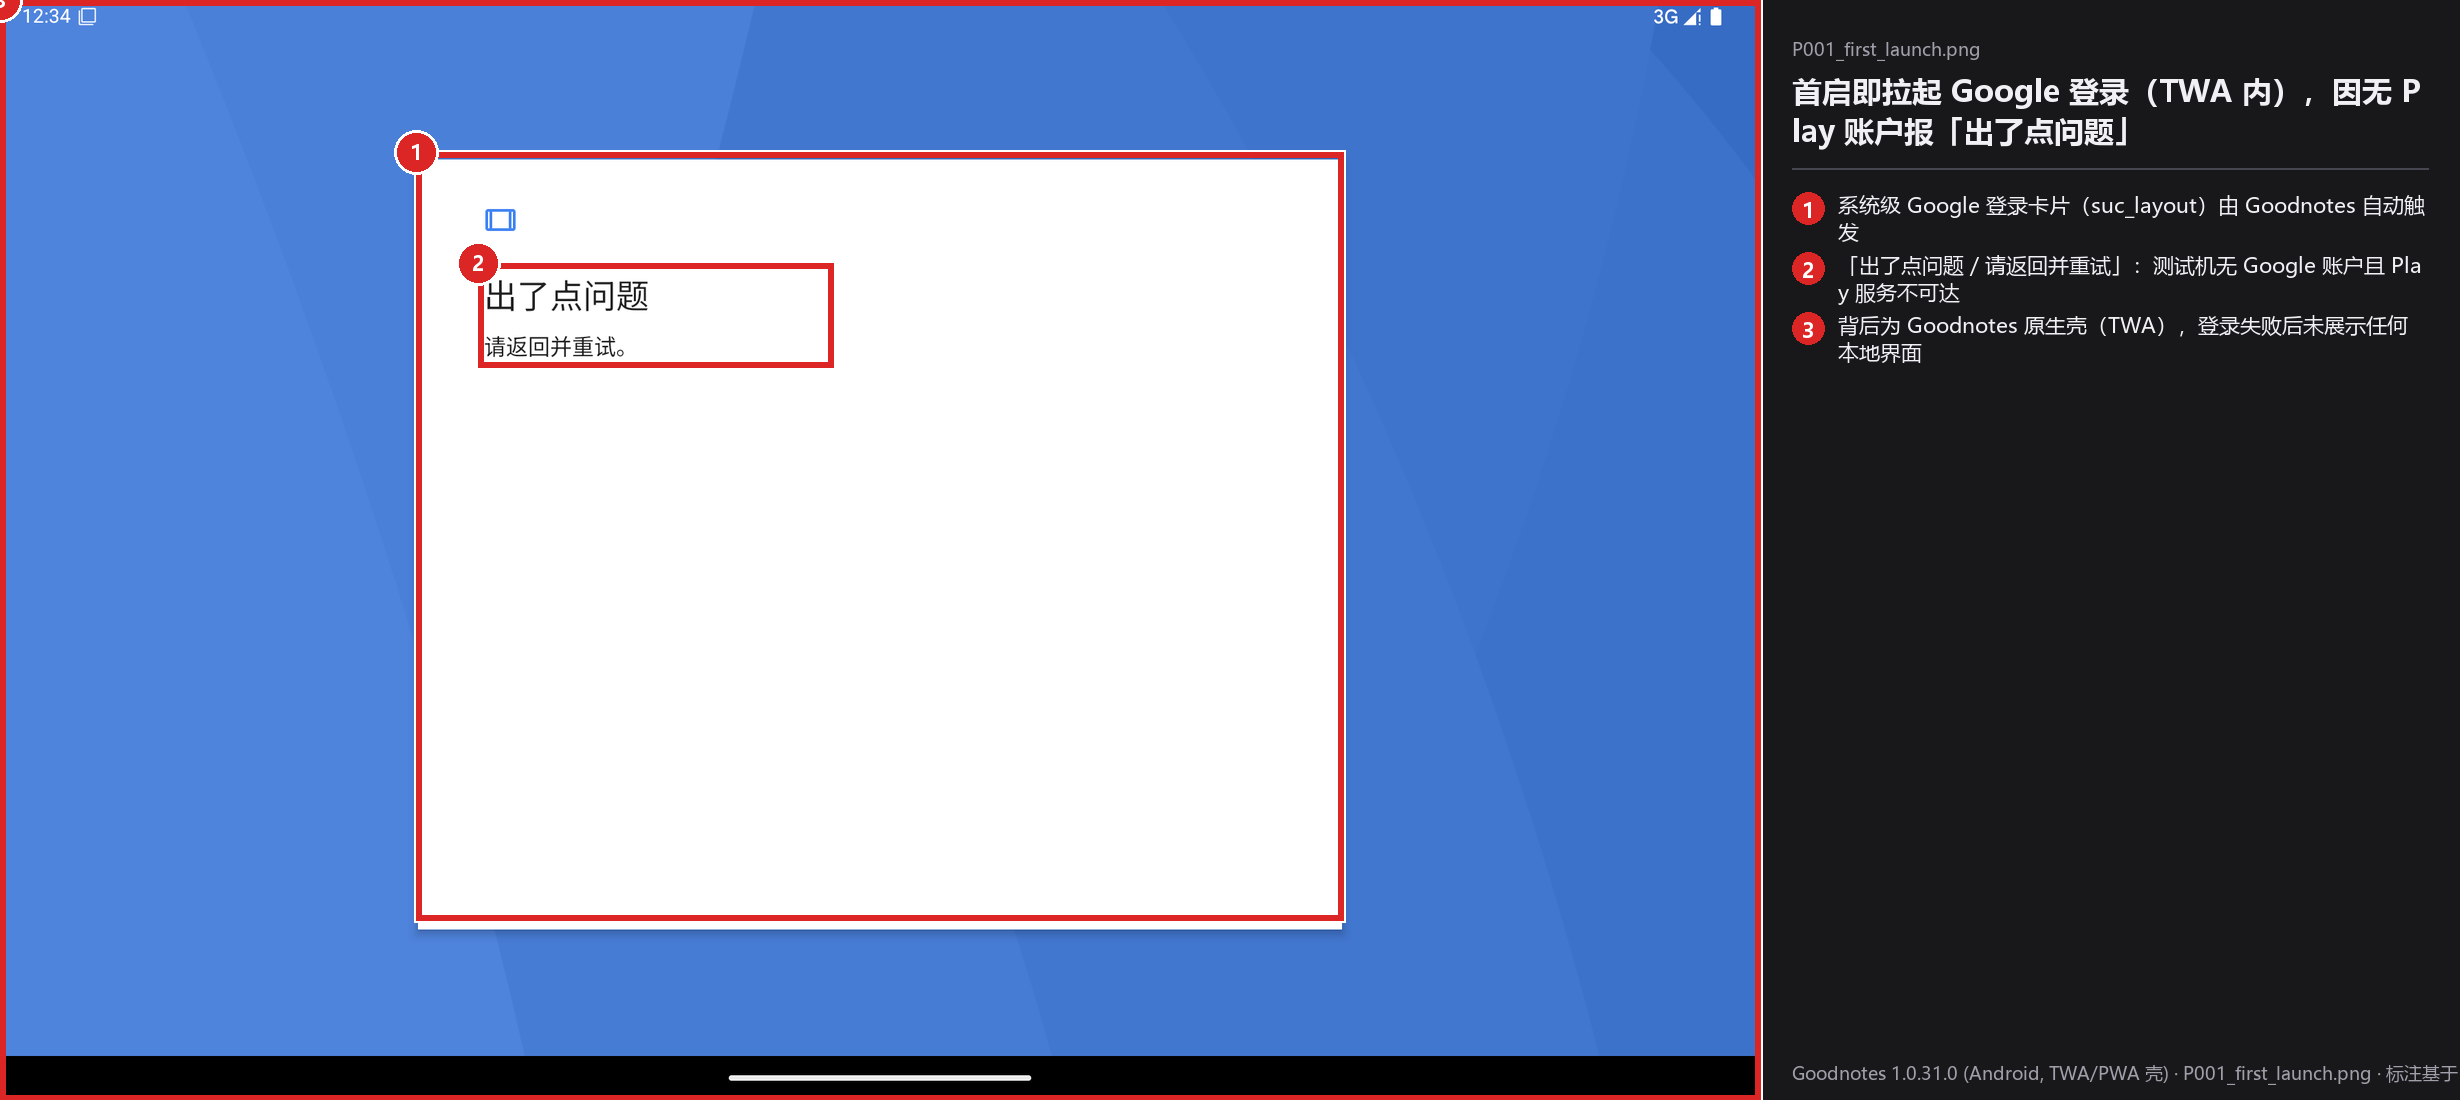 12:34
3G
1
2
出了点问题
请返回并重试。
P001_first_launch.png
首启即拉起 Google 登录（TWA 内），因无 P
lay 账户报「出了点问题」
1 系统级 Google 登录卡片（suc_layout）由 Goodnotes 自动触
发
2 「出了点问题 / 请返回并重试」：测试机无 Google 账户且 Pla
y 服务不可达
3 背后为 Goodnotes 原生壳（TWA），登录失败后未展示任何
本地界面
Goodnotes 1.0.31.0 (Android, TWA/PWA 壳) · P001_first_launch.png · 标注基于